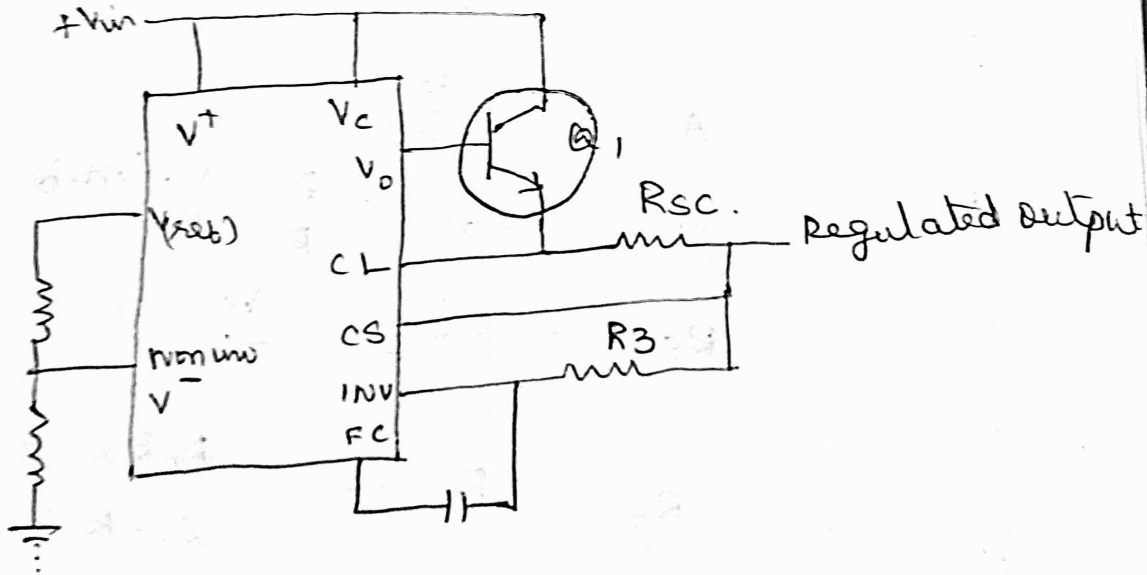 +Vin
V+
Vc
Vo
Q1
Rsc.
Regulated Output
V(ref)
CL
CS
R3
Non inv
V-
INV
FC